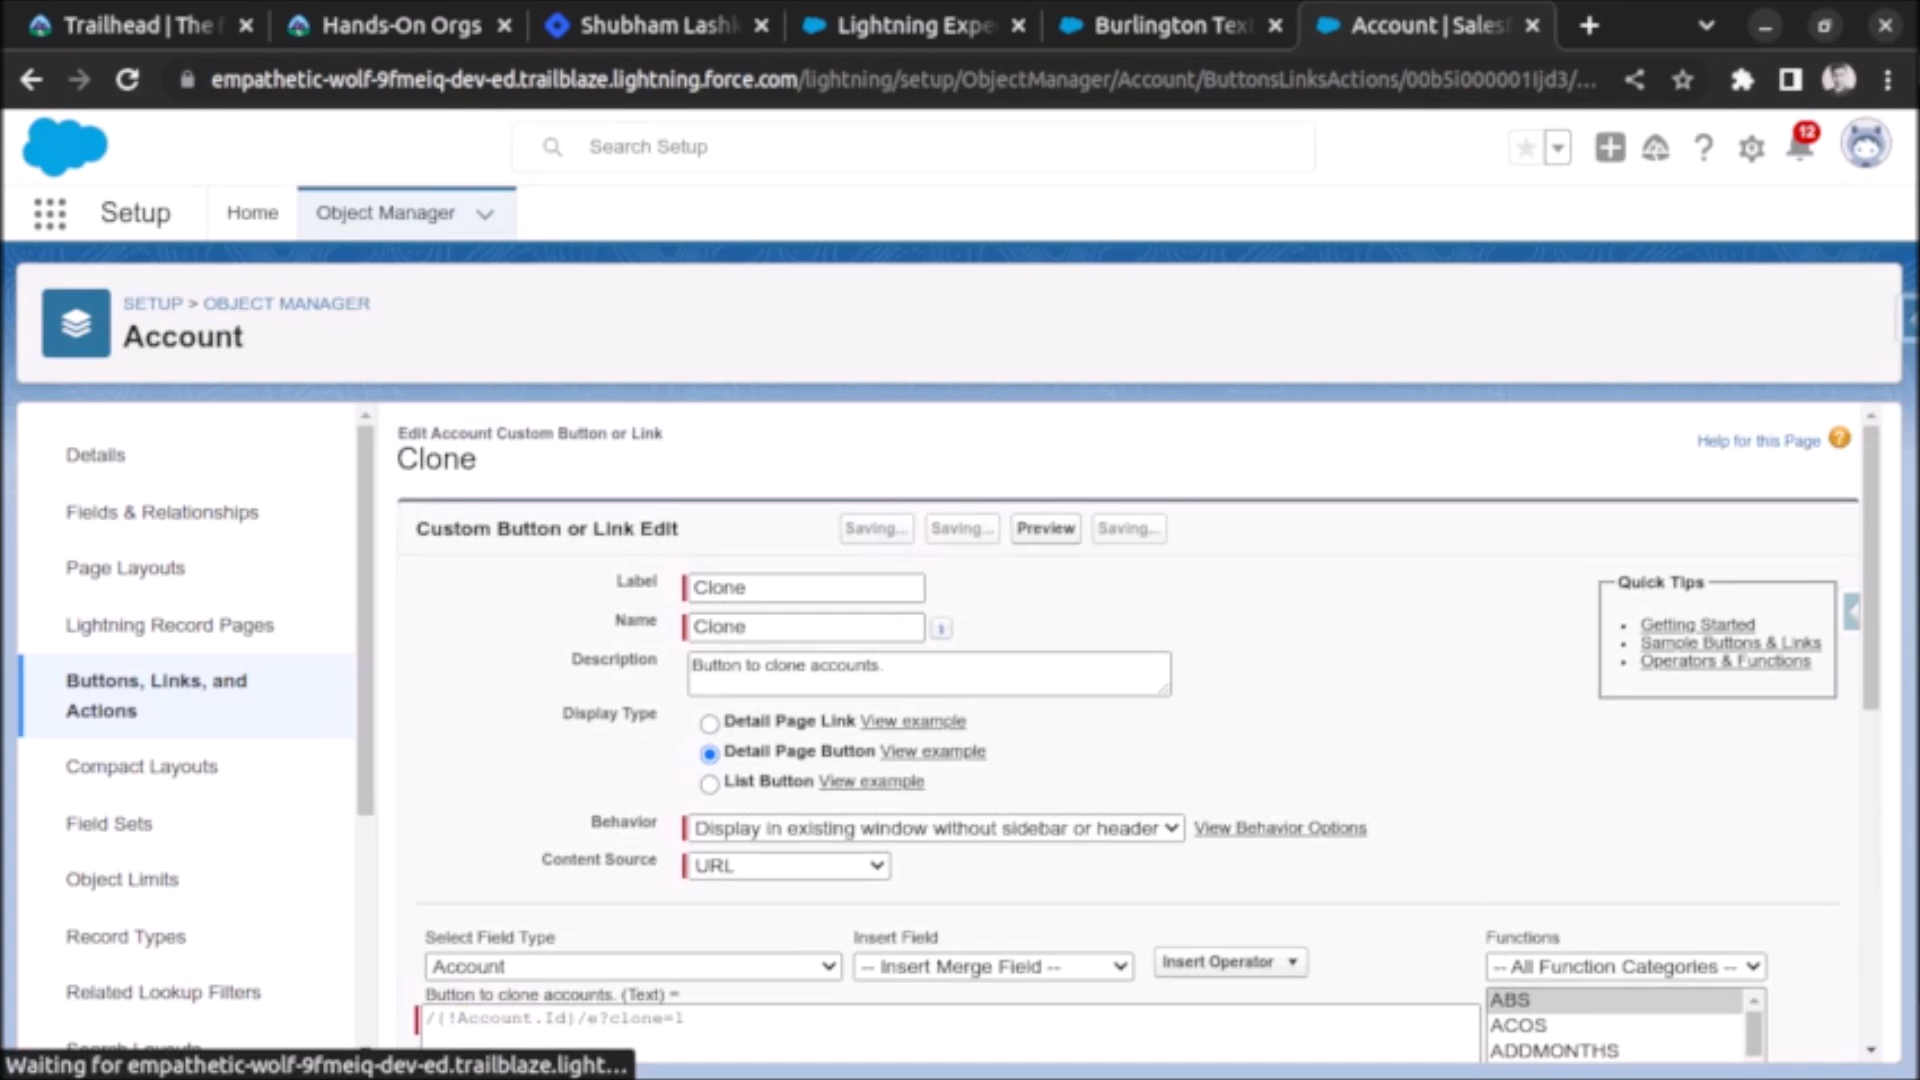 Trailhead | The
Hands-On Orgs
Shubham Lash
Lightning Expe
Burlington Text
Account | Sales
empathetic-wolf-9fmeiq-dev-ed.trailblaze.lightning.force.com/lightning/setup/ObjectManager/Account/ButtonsLinksActions/00b5i000001Ijd3/...
Search Setup
12
Setup
Home
Object Manager
SETUP > OBJECT MANAGER
Account
Details
Fields & Relationships
Page Layouts
Lightning Record Pages
Buttons, Links, and
Actions
Compact Layouts
Field Sets
Object Limits
Record Types
Related Lookup Filters
Search Layouts
Edit Account Custom Button or Link
Clone
Help for this Page
Custom Button or Link Edit
Saving...
Saving...
Preview
Saving...
Label
Clone
Name
Clone
i
Description
Button to clone accounts.
Display Type
Detail Page Link View example
Detail Page Button View example
List Button View example
Behavior
Display in existing window without sidebar or header
View Behavior Options
Content Source
URL
Quick Tips
Getting Started
Sample Buttons & Links
Operators & Functions
Select Field Type
Account
Insert Field
-- Insert Merge Field --
Insert Operator
Functions
-- All Function Categories --
Button to clone accounts. (Text) =
/{!Account.Id}/e?clone=1
ABS
ACOS
ADDMONTHS
Waiting for empathetic-wolf-9fmeiq-dev-ed.trailblaze.light...